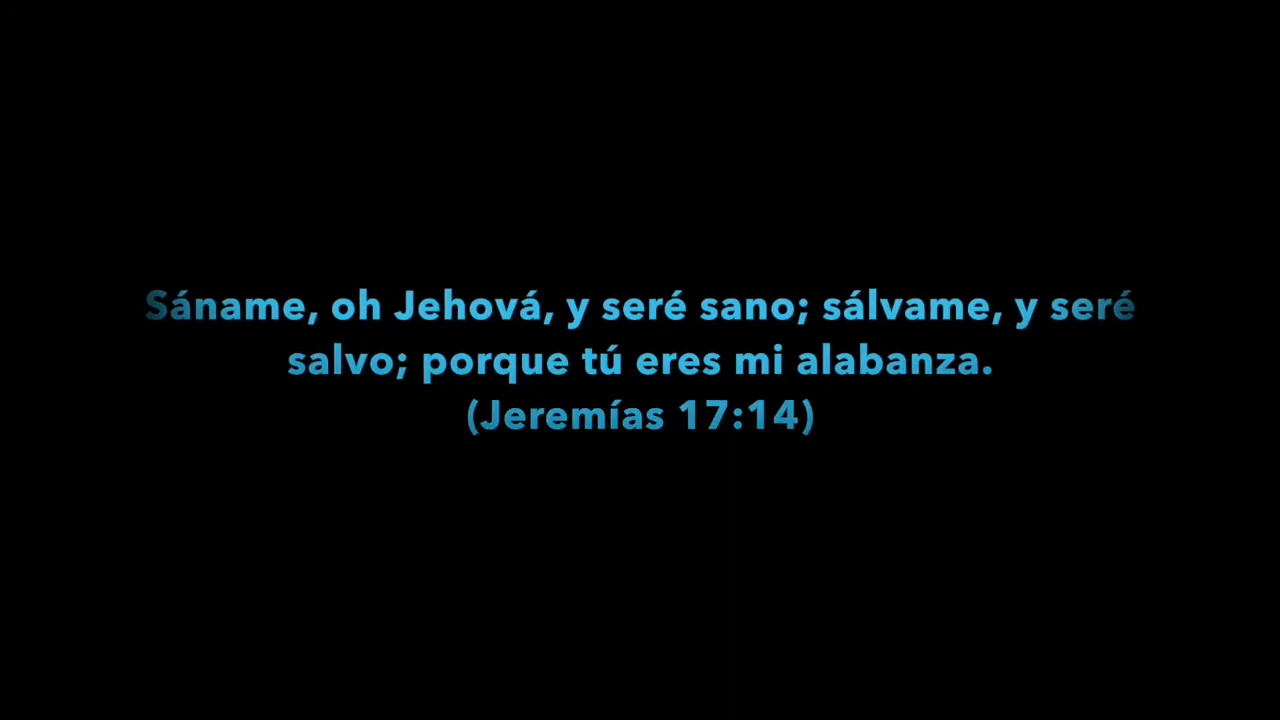 Sáname, oh Jehová, y seré sano; sálvame, y seré
salvo; porque tú eres mi alabanza.
(Jeremías 17:14)